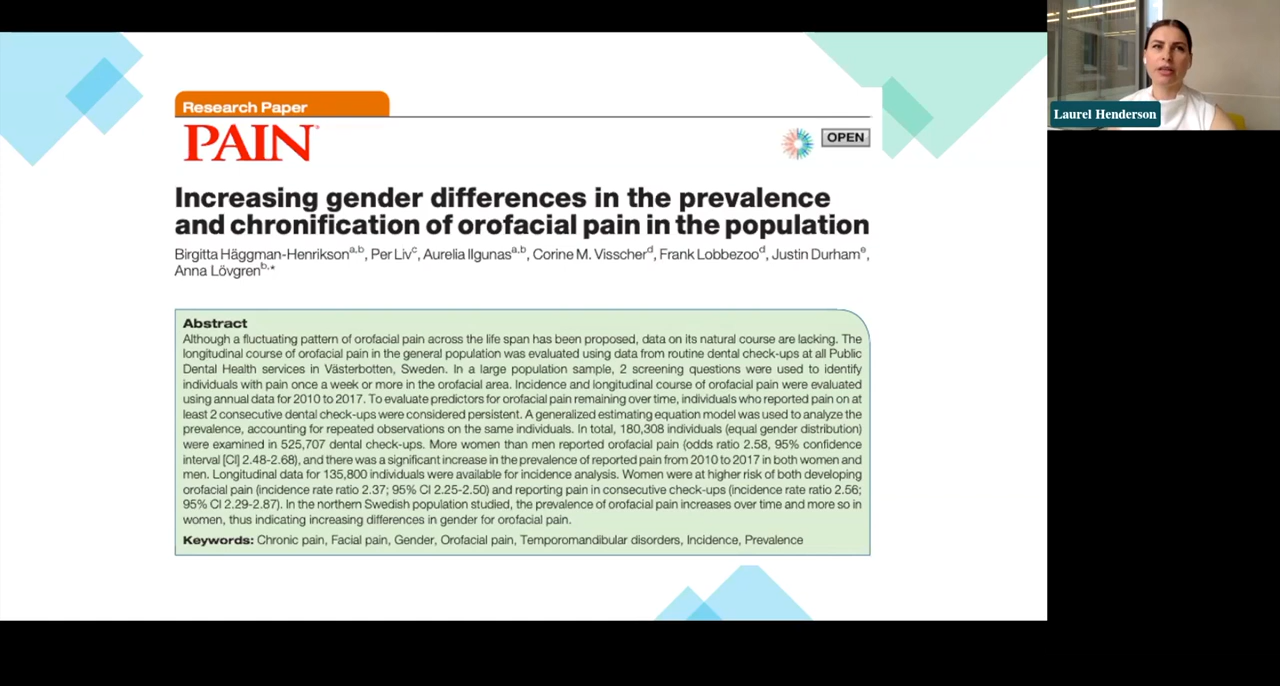 Research Paper
PAIN®
OPEN
Increasing gender differences in the prevalence
and chronification of orofacial pain in the population
Birgitta Häggman-Henrikson^a,b, Per Liv^c, Aurelia Ilgunas^a,b, Corine M. Visscher^d, Frank Lobbezoo^d, Justin Durham^e,
Anna Lövgren^b,*
Abstract
Although a fluctuating pattern of orofacial pain across the life span has been proposed, data on its natural course are lacking. The
longitudinal course of orofacial pain in the general population was evaluated using data from routine dental check-ups at all Public
Dental Health services in Västerbotten, Sweden. In a large population sample, 2 screening questions were used to identify
individuals with pain once a week or more in the orofacial area. Incidence and longitudinal course of orofacial pain were evaluated
using annual data for 2010 to 2017. To evaluate predictors for orofacial pain remaining over time, individuals who reported pain on at
least 2 consecutive dental check-ups were considered persistent. A generalized estimating equation model was used to analyze the
prevalence, accounting for repeated observations on the same individuals. In total, 180,308 individuals (equal gender distribution)
were examined in 525,707 dental check-ups. More women than men reported orofacial pain (odds ratio 2.58, 95% confidence
interval [CI] 2.48-2.68), and there was a significant increase in the prevalence of reported pain from 2010 to 2017 in both women and
men. Longitudinal data for 135,800 individuals were available for incidence analysis. Women were at higher risk of both developing
orofacial pain (incidence rate ratio 2.37; 95% CI 2.25-2.50) and reporting pain in consecutive check-ups (incidence rate ratio 2.56;
95% CI 2.29-2.87). In the northern Swedish population studied, the prevalence of orofacial pain increases over time and more so in
women, thus indicating increasing differences in gender for orofacial pain.
Keywords: Chronic pain, Facial pain, Gender, Orofacial pain, Temporomandibular disorders, Incidence, Prevalence
Laurel Henderson